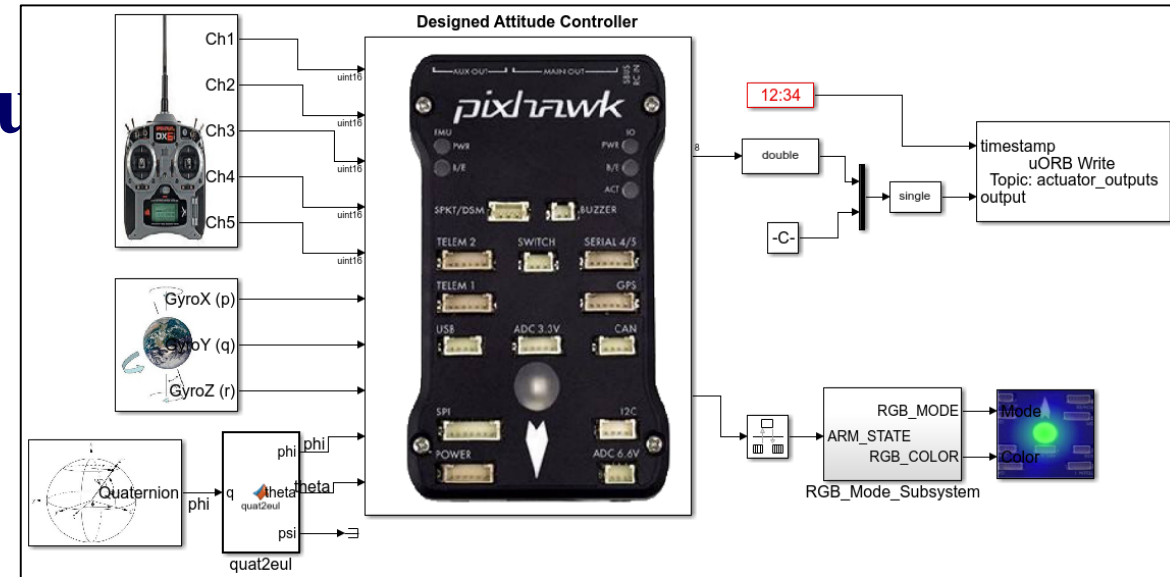 Designed Attitude Controller
u
Ch1
Ch2
Ch3
Ch4
Ch5
uint16
uint16
uint16
uint16
uint16
GyroX (p)
GyroY (q)
GyroZ (r)
Quaternion
phi
q
phi
theta
psi
quat2eul
quat2eul
phi
theta
AUX OUT
MAIN OUT
SBUS
RC IN
pixhawk
FMU
PWR
B/E
IO
PWR
B/E
ACT
SPKT/DSM
BUZZER
TELEM 2
SWITCH
SERIAL 4/5
TELEM 1
GPS
USB
ADC 3.3V
CAN
SPI
I2C
POWER
ADC 6.6V
8
12:34
double
-C-
single
timestamp
uORB Write
Topic: actuator_outputs
output
RGB_MODE
ARM_STATE
RGB_COLOR
RGB_Mode_Subsystem
Mode
Color